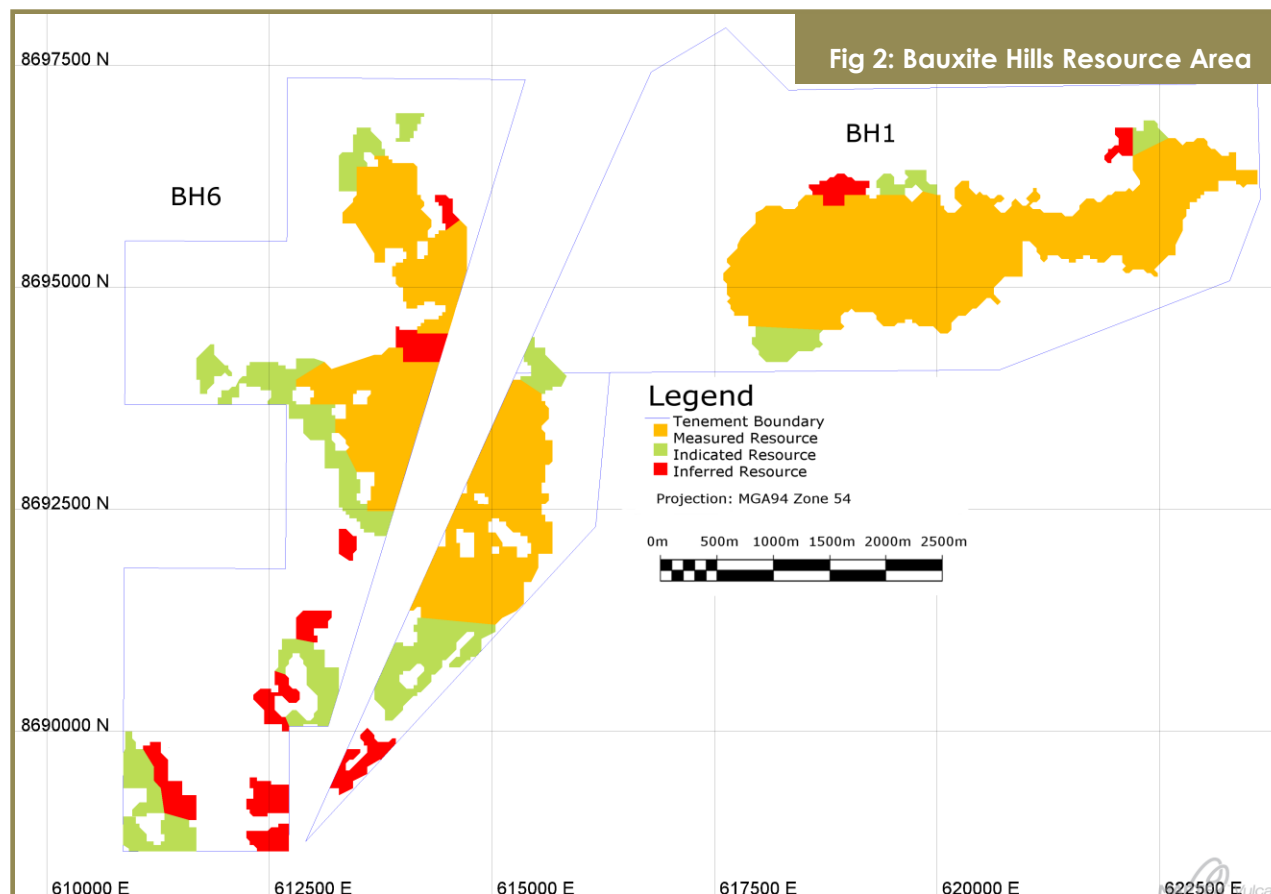 Fig 2: Bauxite Hills Resource Area
8697500 N
BH1
BH6
8695000 N
Legend
Tenement Boundary
Measured Resource
Indicated Resource
Inferred Resource
Projection: MGA94 Zone 54
8692500 N
0m 500m 1000m 1500m 2000m 2500m
8690000 N
610000 E 612500 E 615000 E 617500 E 620000 E 622500 E